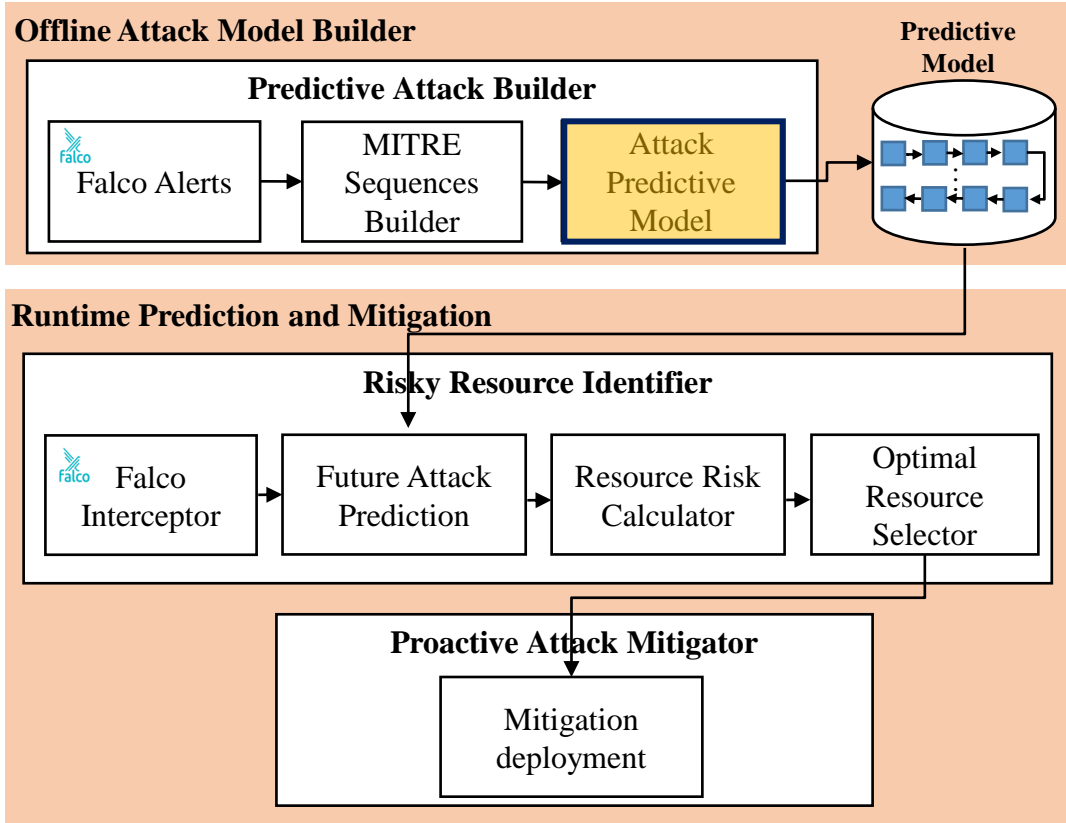 Offline Attack Model Builder
Predictive
Model
Predictive Attack Builder
falco
Falco Alerts
MITRE
Sequences
Builder
Attack
Predictive
Model
Runtime Prediction and Mitigation
Risky Resource Identifier
falco
Falco
Interceptor
Future Attack
Prediction
Resource Risk
Calculator
Optimal
Resource
Selector
Proactive Attack Mitigator
Mitigation
deployment